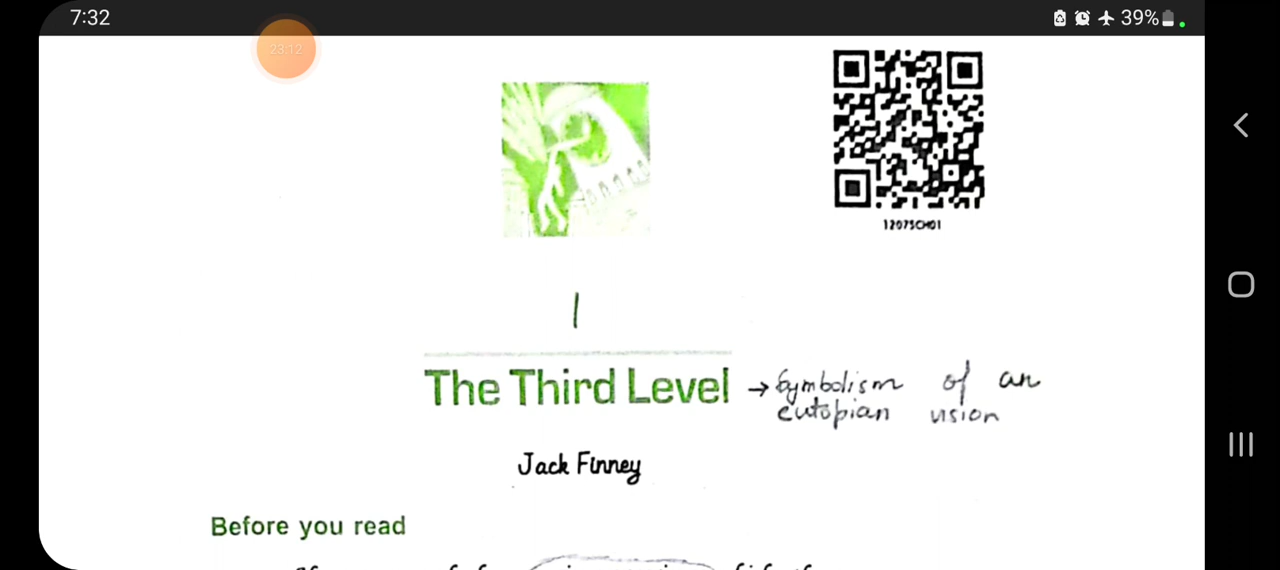 7:32
39%
23:12
12075CH01
1
The Third Level → Symbolism of an
eutopian vision
Jack Finney
Before you read